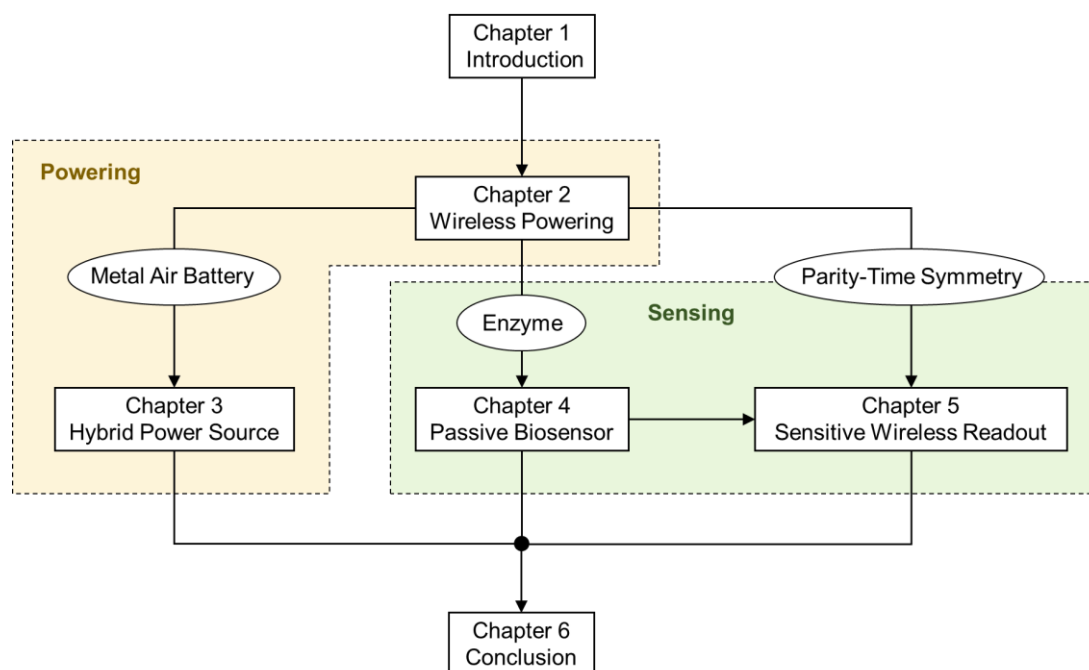 Chapter 1
Introduction
Powering
Chapter 2
Wireless Powering
Metal Air Battery
Parity-Time Symmetry
Enzyme
Sensing
Chapter 3
Hybrid Power Source
Chapter 4
Passive Biosensor
Chapter 5
Sensitive Wireless Readout
Chapter 6
Conclusion